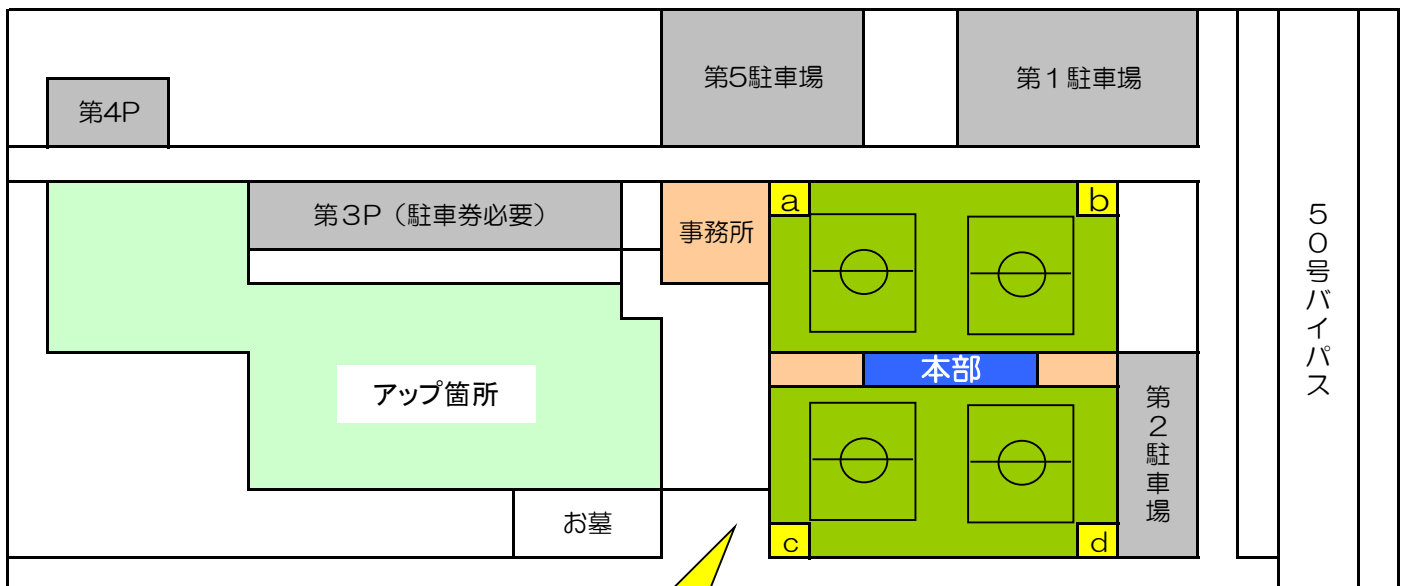 第5駐車場
第１駐車場
第4P
第３P（駐車券必要）
事務所
a
b
５０号バイパス
本部
アップ箇所
第２駐車場
お墓
c
d